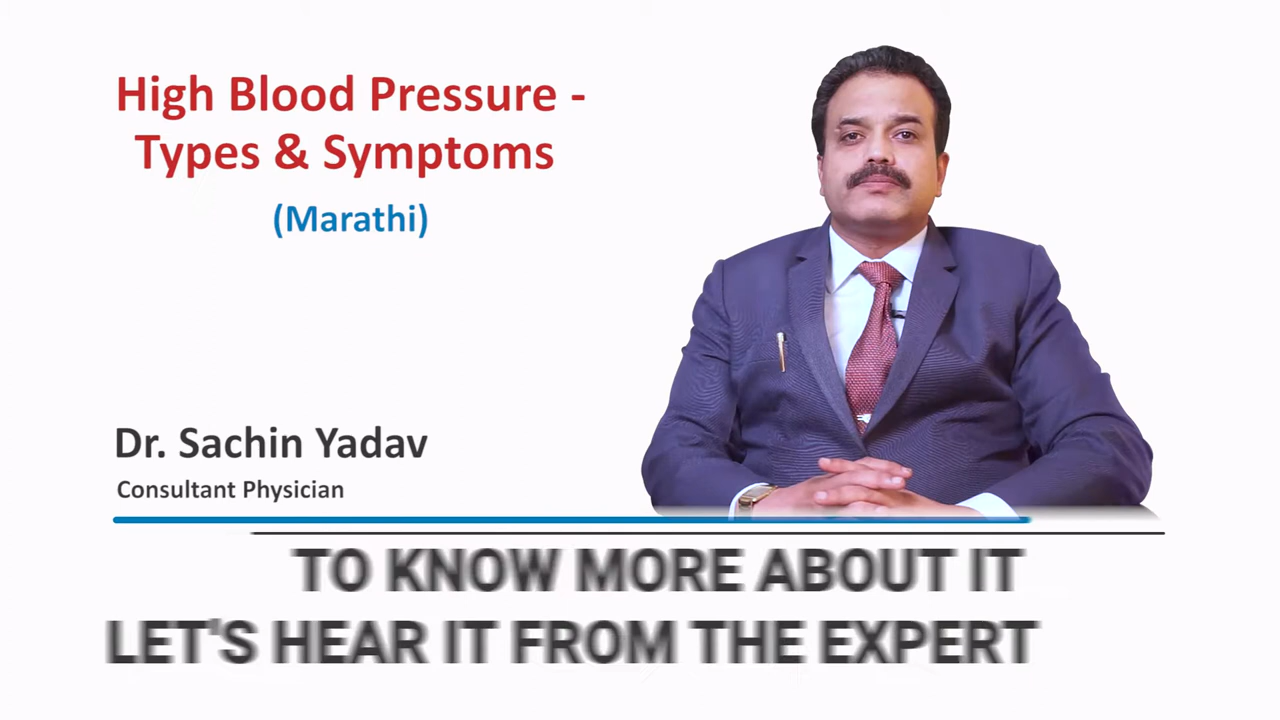 High Blood Pressure -
Types & Symptoms
(Marathi)
Dr. Sachin Yadav
Consultant Physician
TO KNOW MORE ABOUT IT
LET'S HEAR IT FROM THE EXPERT